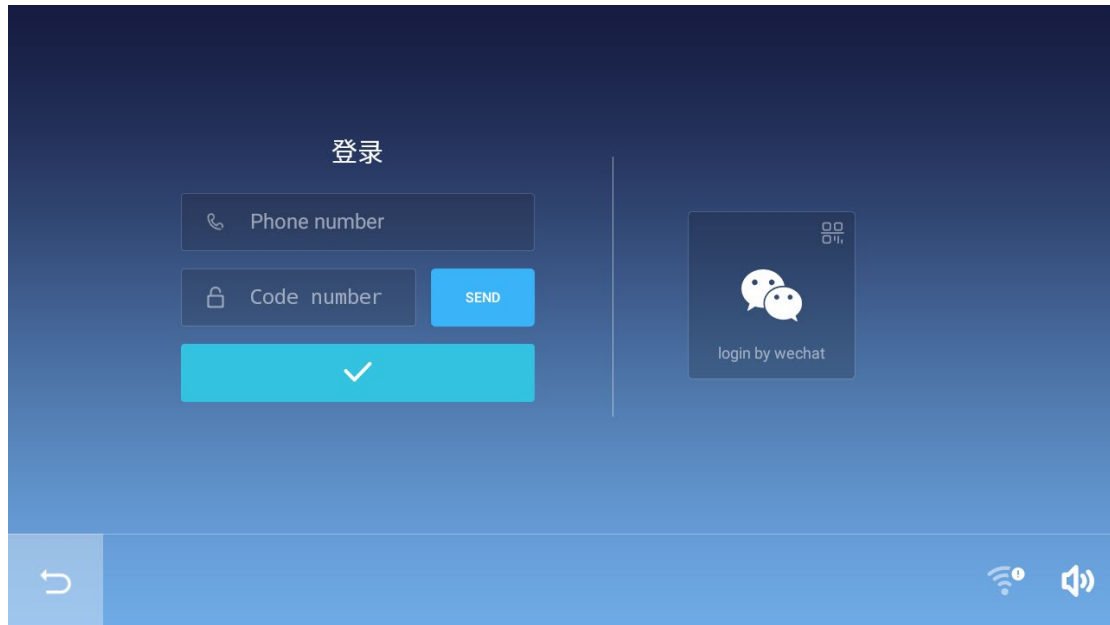 登录
Phone number
Code number
SEND
login by wechat